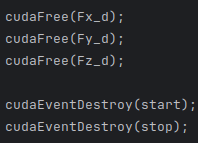 cudaFree(Fx_d);
cudaFree(Fy_d);
cudaFree(Fz_d);
cudaEventDestroy(start);
cudaEventDestroy(stop);